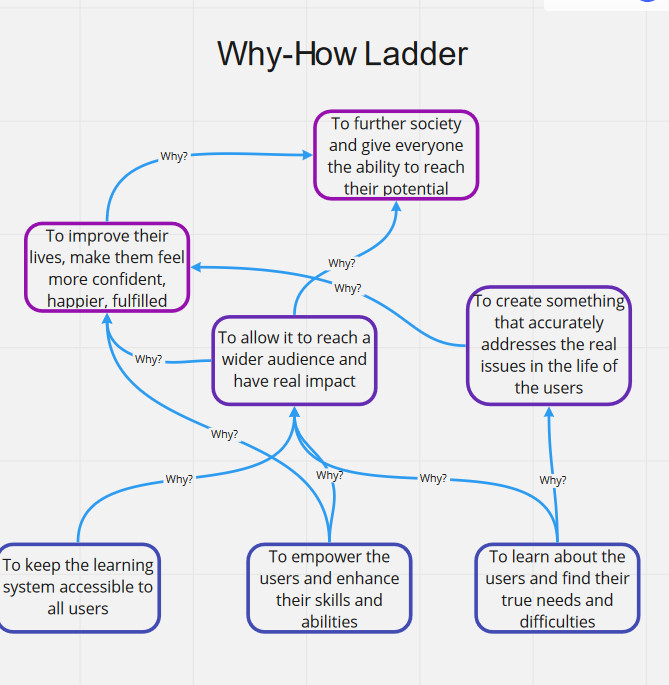 Why-How Ladder
To further society
and give everyone
the ability to reach
their potential
Why?
To improve their
lives, make them feel
more confident,
happier, fulfilled
Why?
Why?
To create something
that accurately
addresses the real
issues in the life of
the users
To allow it to reach a
wider audience and
have real impact
Why?
Why?
Why?
Why?
Why?
Why?
To keep the learning
system accessible to
all users
To empower the
users and enhance
their skills and
abilities
To learn about the
users and find their
true needs and
difficulties